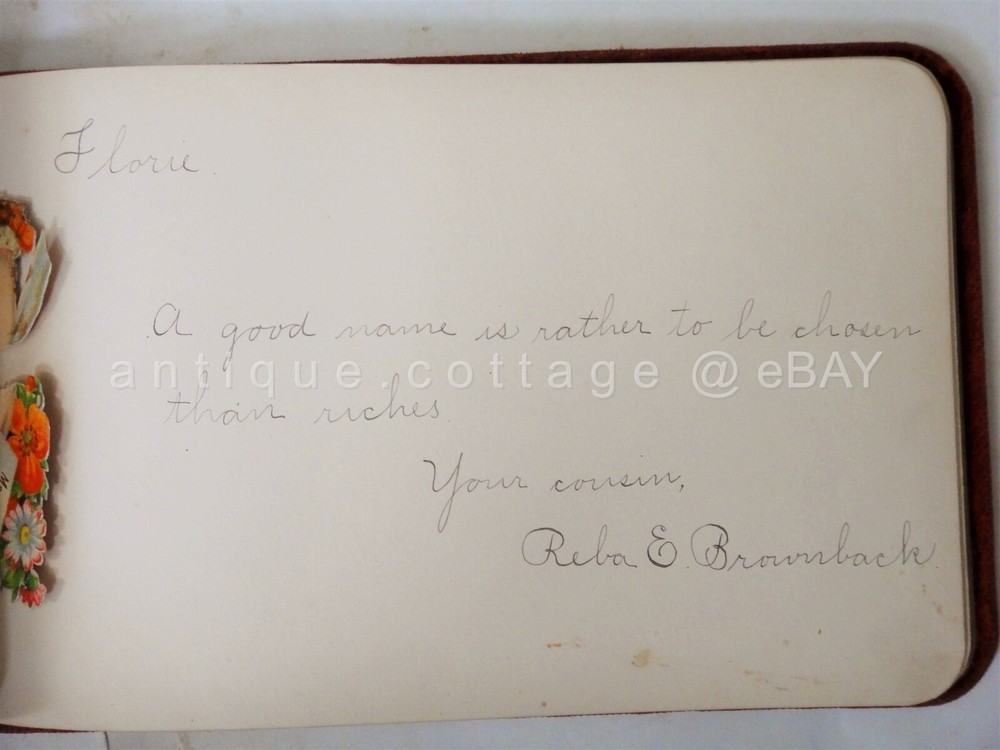 Florie.
A good name is rather to be chosen
antique.cottage @ eBAY
than riches.
Your cousin,
Reba E. Brownback.